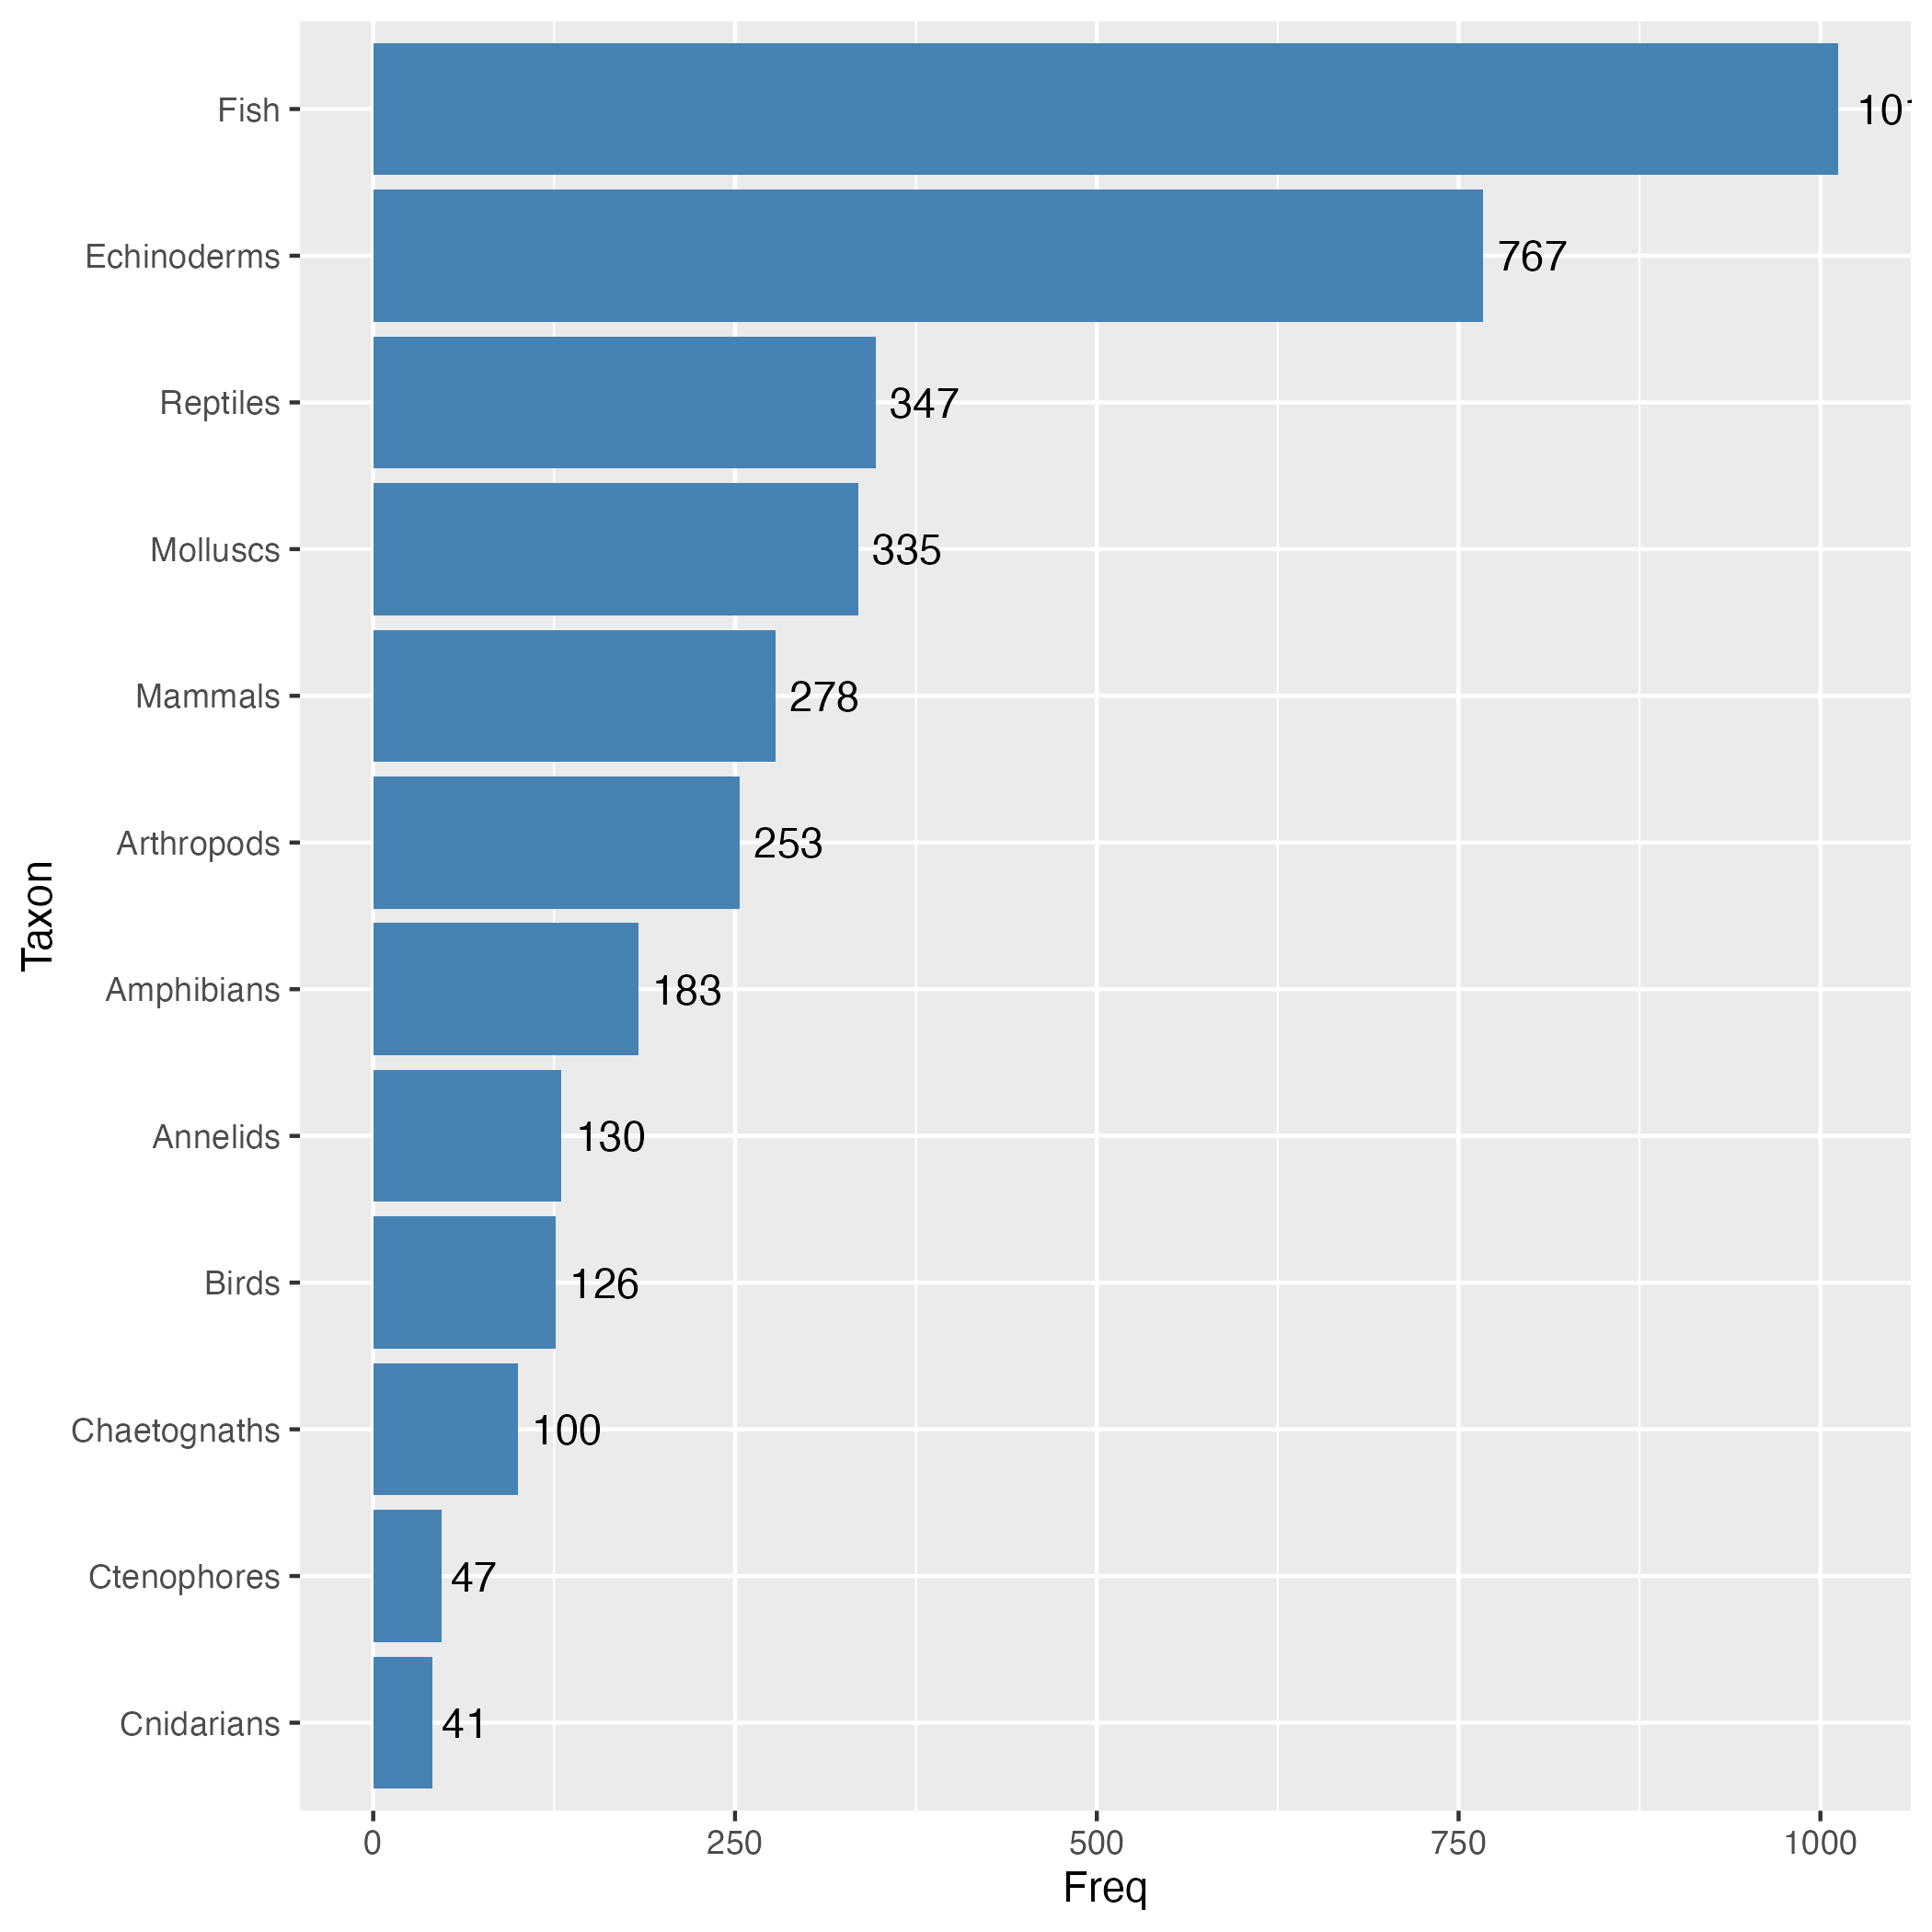 Fish
Echinoderms 767
Reptiles 347
Molluscs 335
Mammals 278
Arthropods 253
Amphibians 183
Annelids 130
Birds 126
Chaetognaths 100
Ctenophores 47
Cnidarians 41
Taxon
0 250 500 750 1000
Freq